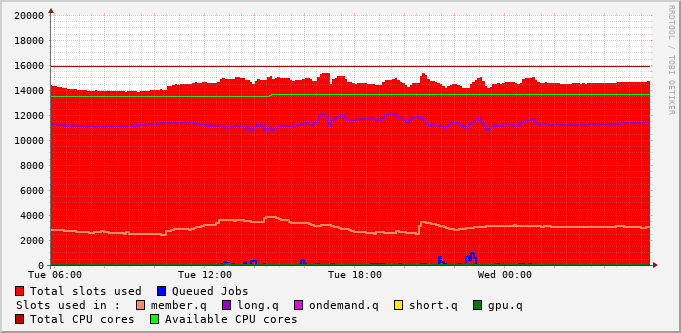 20000
18000
16000
14000
12000
10000
8000
6000
4000
2000
0
Tue 06:00 Tue 12:00 Tue 18:00 Wed 00:00
RRDTOOL / TOBI OETIKER
Total slots used Queued Jobs
Slots used in : member.q long.q ondemand.q short.q gpu.q
Total CPU cores Available CPU cores